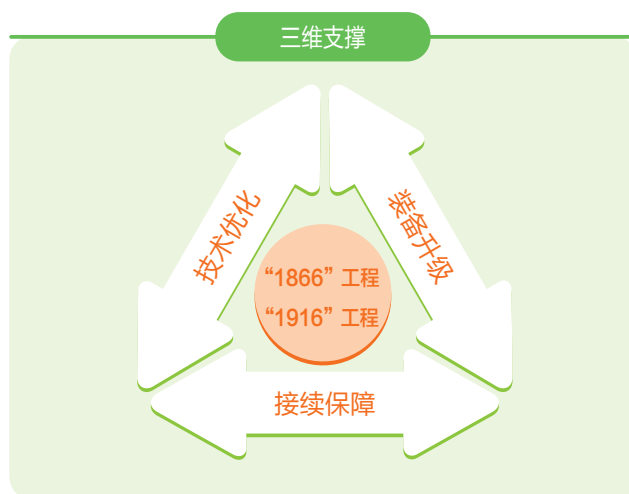 三维支撑
技术优化
装备升级
“1866”工程
“1916”工程
接续保障